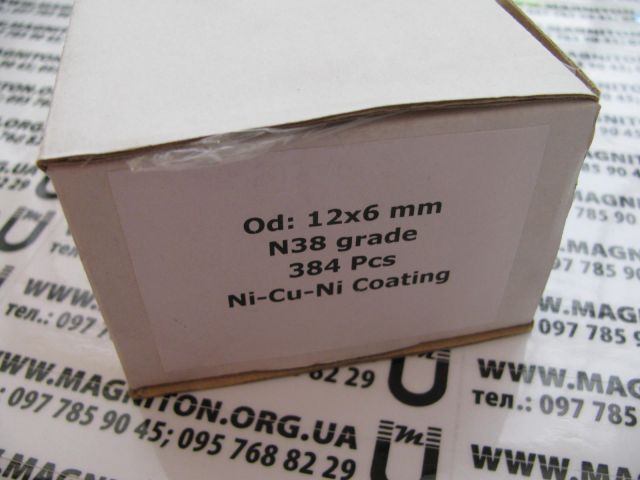 Od: 12x6 mm
N38 grade
384 Pcs
Ni-Cu-Ni Coating
WWW.MAGNITON.ORG.UA
тел.: 097 785 90 45; 095 768 82 29